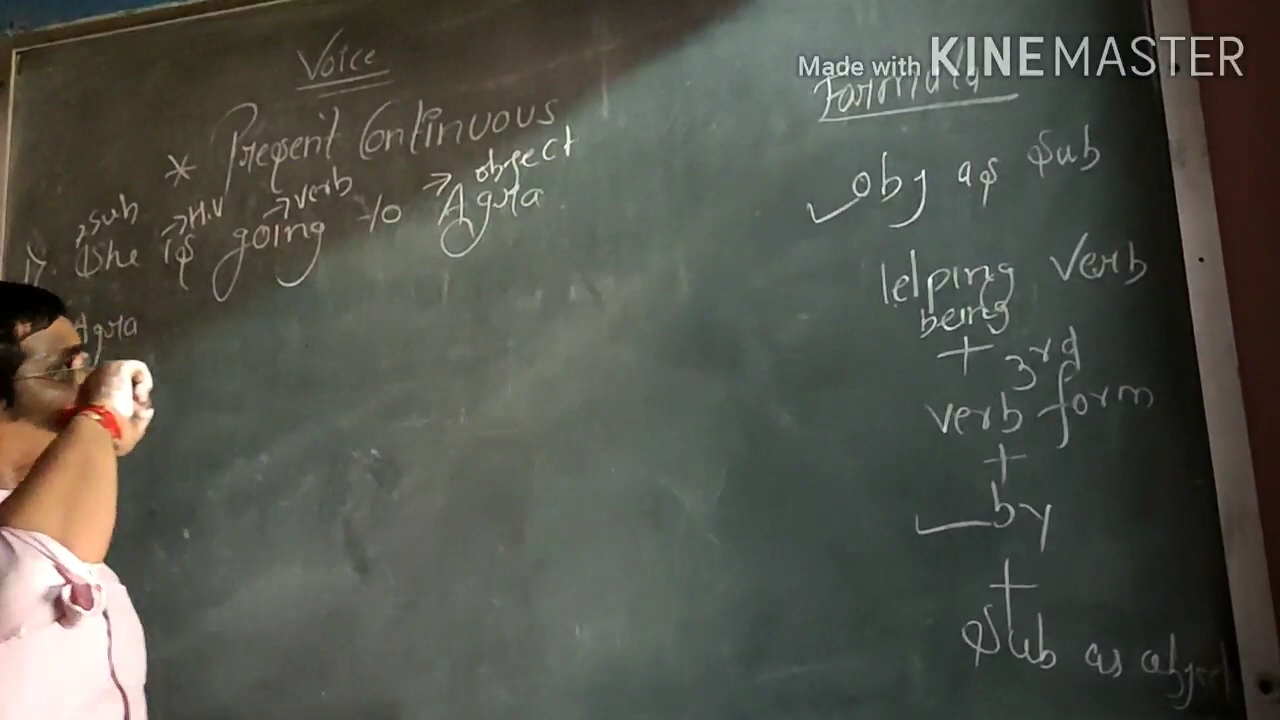 Voice
* Present Continuous
sub H.V verb object
1). She is going to Agra
Agra
Made with KINEMASTER
Formula
obj as sub
helping verb
being
+ 3rd
verb form
+
by
+
Sub as object